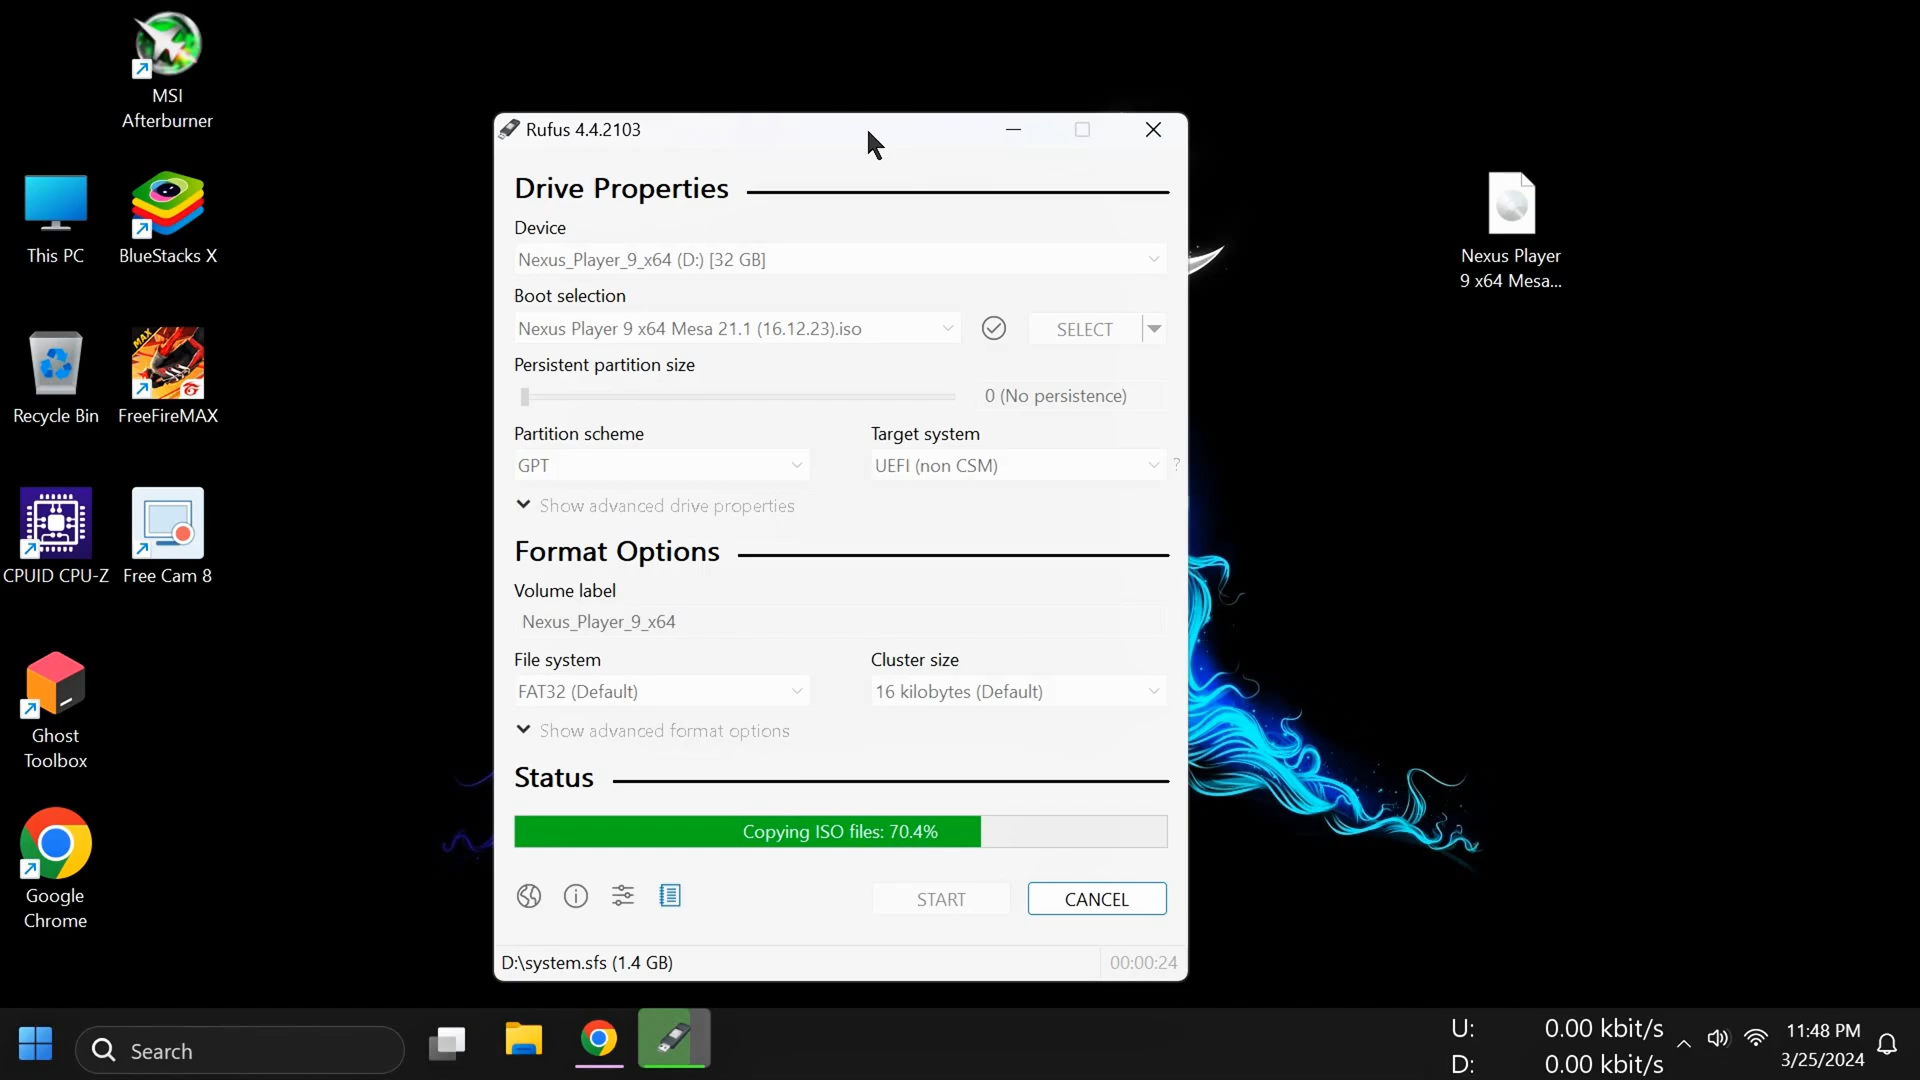 MSI
Afterburner
This PC
BlueStacks X
Recycle Bin
MAX
FreeFireMAX
CPUID CPU-Z
Free Cam 8
Ghost
Toolbox
Google
Chrome
Rufus 4.4.2103
Drive Properties
Device
Nexus_Player_9_x64 (D:) [32 GB]
Boot selection
Nexus Player 9 x64 Mesa 21.1 (16.12.23).iso
SELECT
Persistent partition size
0 (No persistence)
Partition scheme
Target system
GPT
UEFI (non CSM)
?
Show advanced drive properties
Format Options
Volume label
Nexus_Player_9_x64
File system
Cluster size
FAT32 (Default)
16 kilobytes (Default)
Show advanced format options
Status
Copying ISO files: 70.4%
START
CANCEL
D:\system.sfs (1.4 GB)
00:00:24
Nexus Player
9 x64 Mesa...
Search
U: 0.00 kbit/s
D: 0.00 kbit/s
11:48 PM
3/25/2024